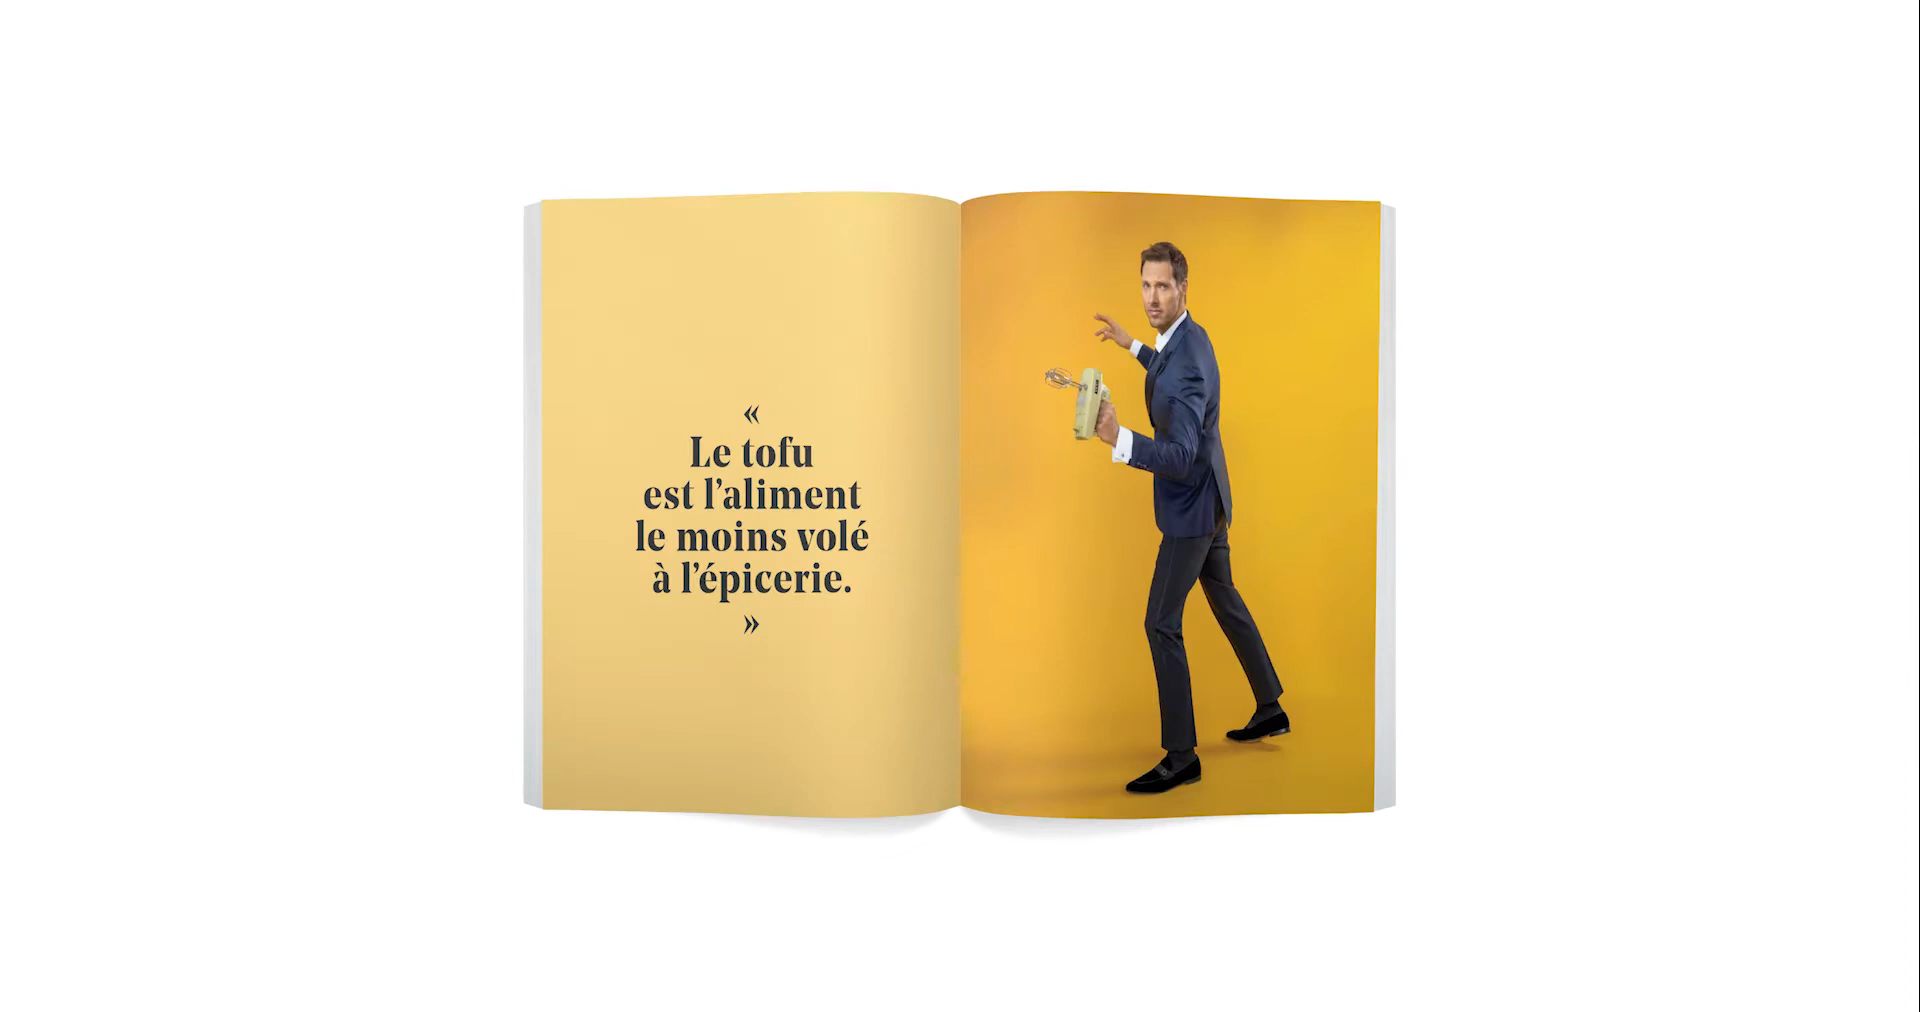 «
Le tofu
est l’aliment
le moins volé
à l’épicerie.
»